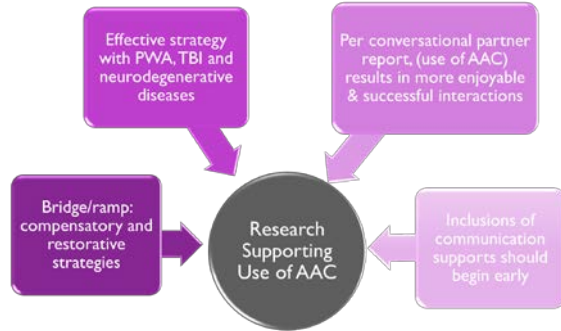 Effective strategy
with PWA, TBI and
neurodegenerative
diseases
Per conversational partner
report, (use of AAC)
results in more enjoyable
& successful interactions
Bridge/ramp:
compensatory and
restorative
strategies
Research
Supporting
Use of AAC
Inclusions of
communication
supports should
begin early